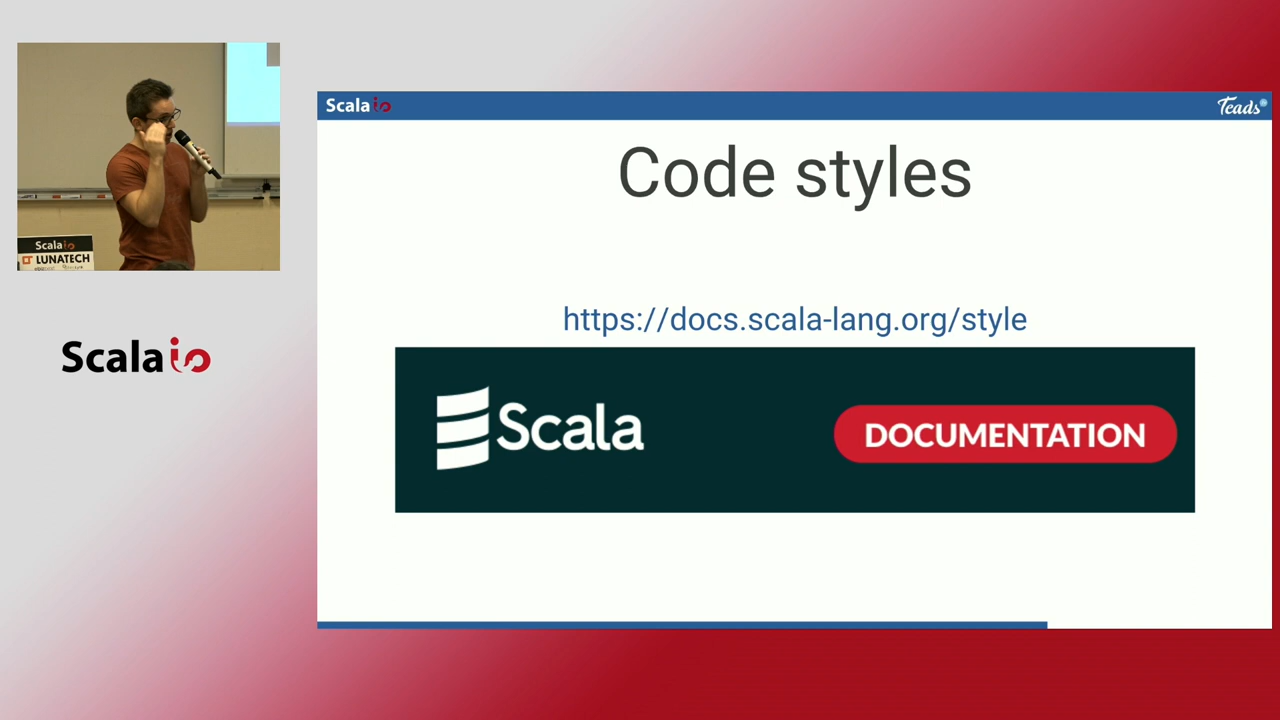 Scala io
Teads
Code styles
https://docs.scala-lang.org/style
Scala
DOCUMENTATION
Scala io
LUNATECH
Scala io